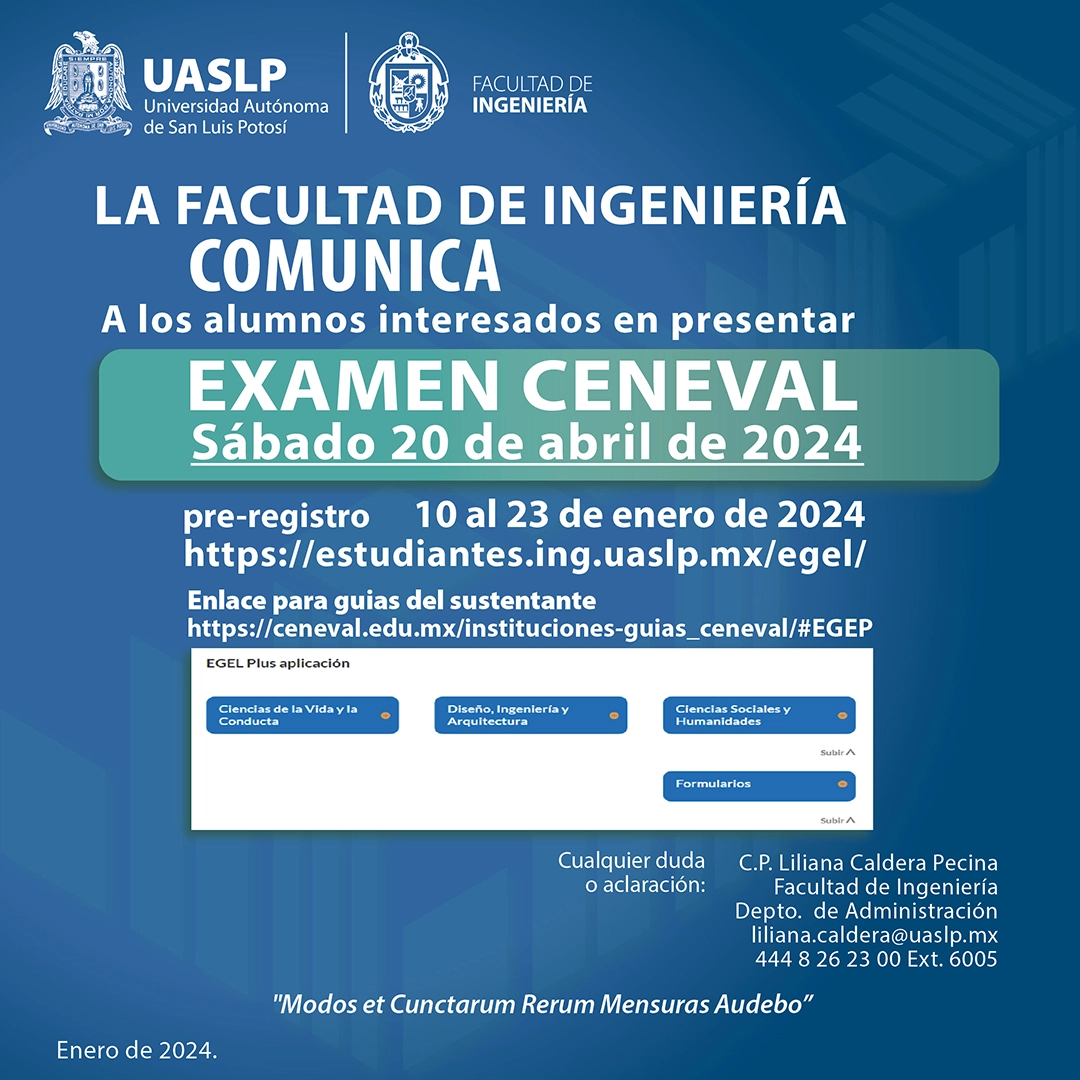 UASLP
Universidad Autónoma
de San Luis Potosí
FACULTAD DE
INGENIERÍA
LA FACULTAD DE INGENIERÍA
COMUNICA
A los alumnos interesados en presentar
EXAMEN CENEVAL
Sábado 20 de abril de 2024
pre-registro 10 al 23 de enero de 2024
https://estudiantes.ing.uaslp.mx/egel/
Enlace para guias del sustentante
https://ceneval.edu.mx/instituciones-guias_ceneval/#EGEP
EGEL Plus aplicación
Ciencias de la Vida y la
Conducta
Diseño, Ingeniería y
Arquitectura
Ciencias Sociales y
Humanidades
Subir
Formularios
Subir
Cualquier duda
o aclaración:
C.P. Liliana Caldera Pecina
Facultad de Ingeniería
Depto. de Administración
liliana.caldera@uaslp.mx
444 8 26 23 00 Ext. 6005
"Modos et Cunctarum Rerum Mensuras Audebo”
Enero de 2024.